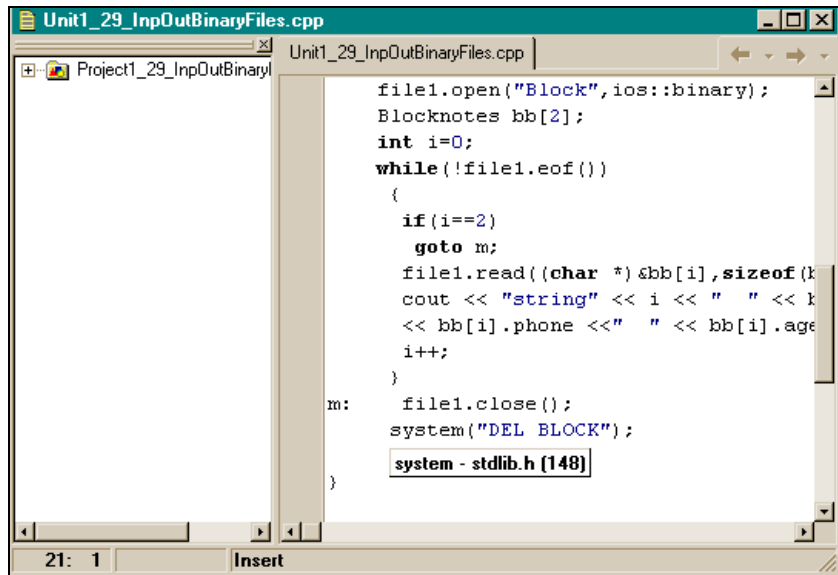 Unit1_29_InpOutBinaryFiles.cpp
Project1_29_InpOutBinaryI
Unit1_29_InpOutBinaryFiles.cpp
file1.open("Block",ios::binary);
Blocknotes bb[2];
int i=0;
while(!file1.eof())
{
if(i==2)
goto m;
file1.read((char *)&bb[i],sizeof(b
cout << "string" << i << "  " << b
<< bb[i].phone <<"  " << bb[i].age
i++;
}
m:     file1.close();
system("DEL BLOCK");
system - stdlib.h (148)
}
21: 1 Insert